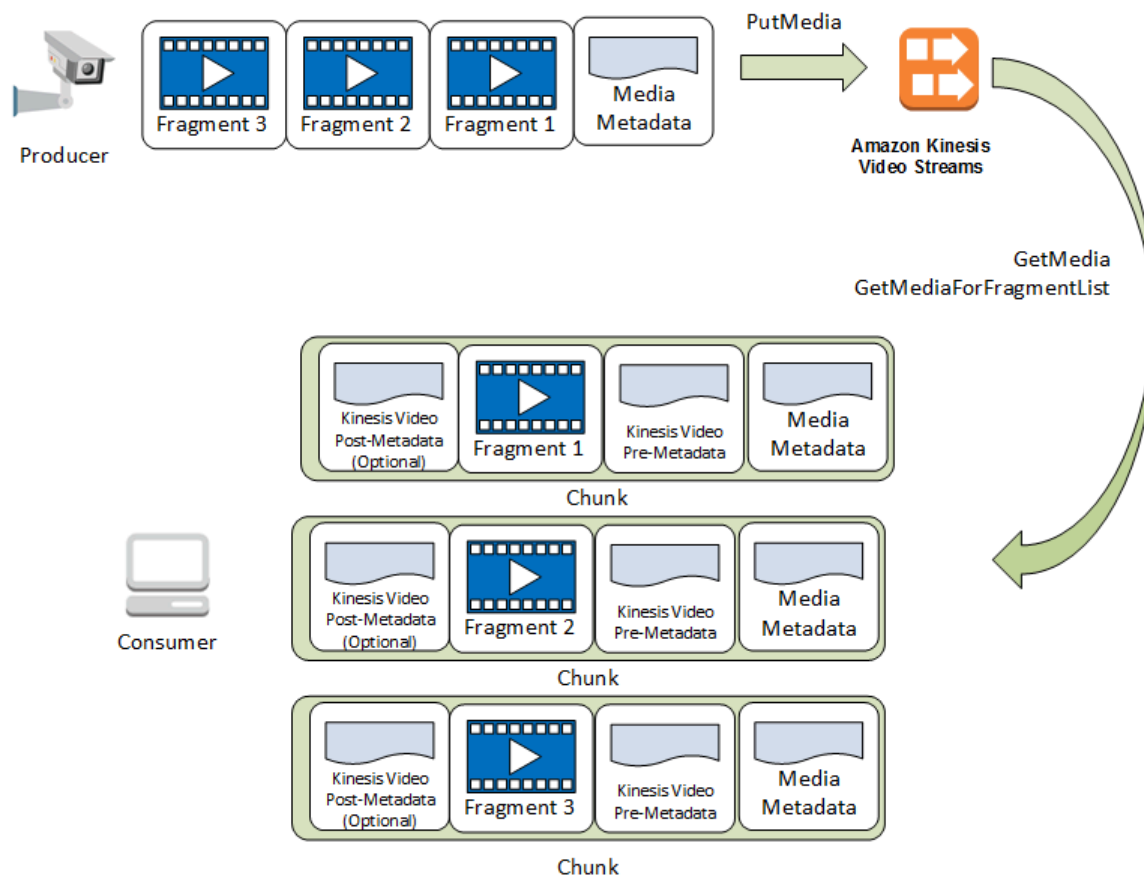 PutMedia
Fragment 3
Fragment 2
Fragment 1
Media
Metadata
Producer
Amazon Kinesis
Video Streams
GetMedia
GetMediaForFragmentList
Kinesis Video
Post-Metadata
(Optional)
Fragment 1
Kinesis Video
Pre-Metadata
Media
Metadata
Chunk
Consumer
Kinesis Video
Post-Metadata
(Optional)
Fragment 2
Kinesis Video
Pre-Metadata
Media
Metadata
Chunk
Kinesis Video
Post-Metadata
(Optional)
Fragment 3
Kinesis Video
Pre-Metadata
Media
Metadata
Chunk